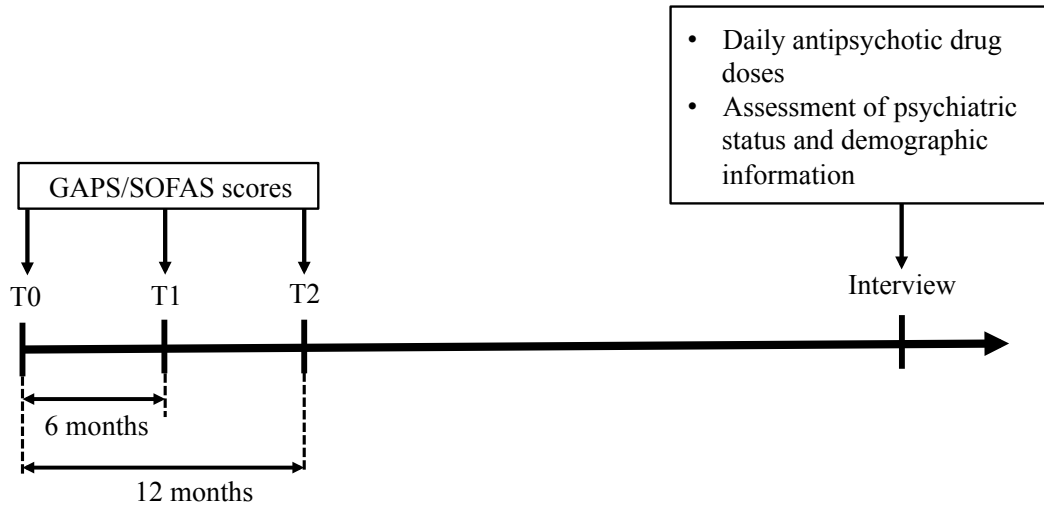 • Daily antipsychotic drug
doses
• Assessment of psychiatric
status and demographic
information
GAPS/SOFAS scores
T0
T1
T2
Interview
6 months
12 months